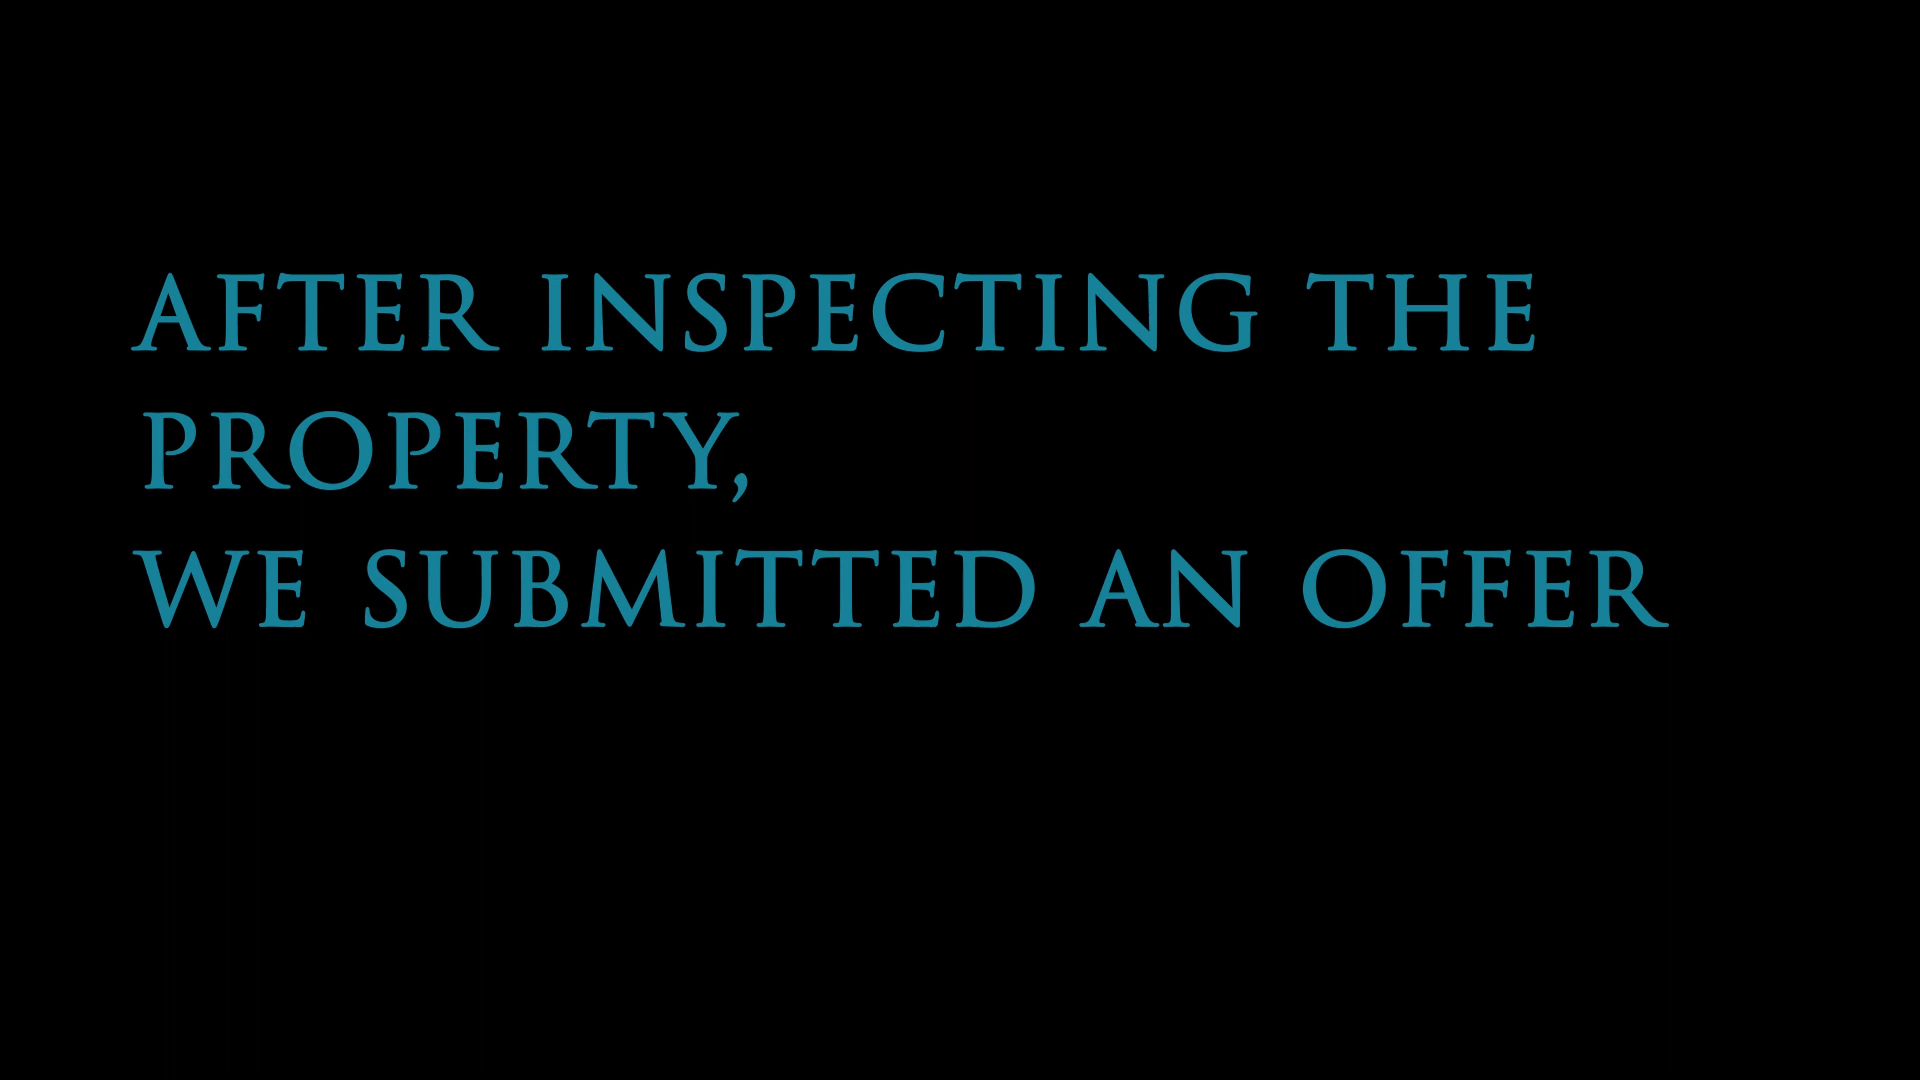 AFTER INSPECTING THE
PROPERTY,
WE SUBMITTED AN OFFER